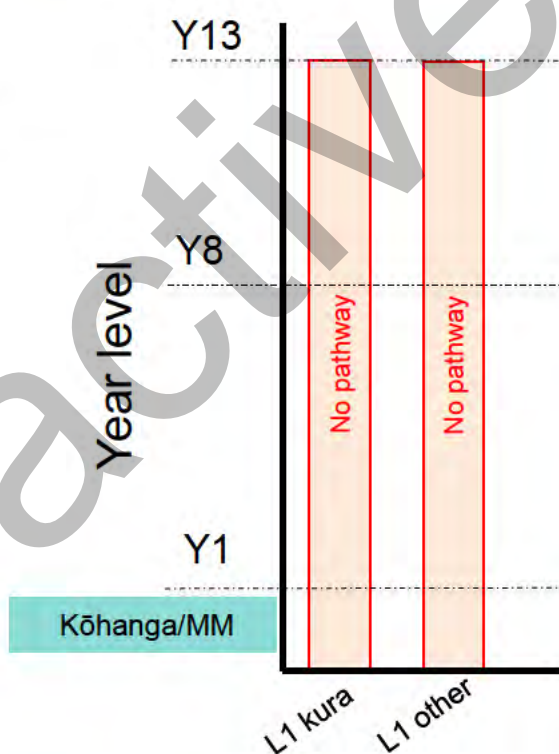 Y13
Y8
Year level
No pathway
No pathway
Y1
Kōhanga/MM
L1 kura
L1 other
active